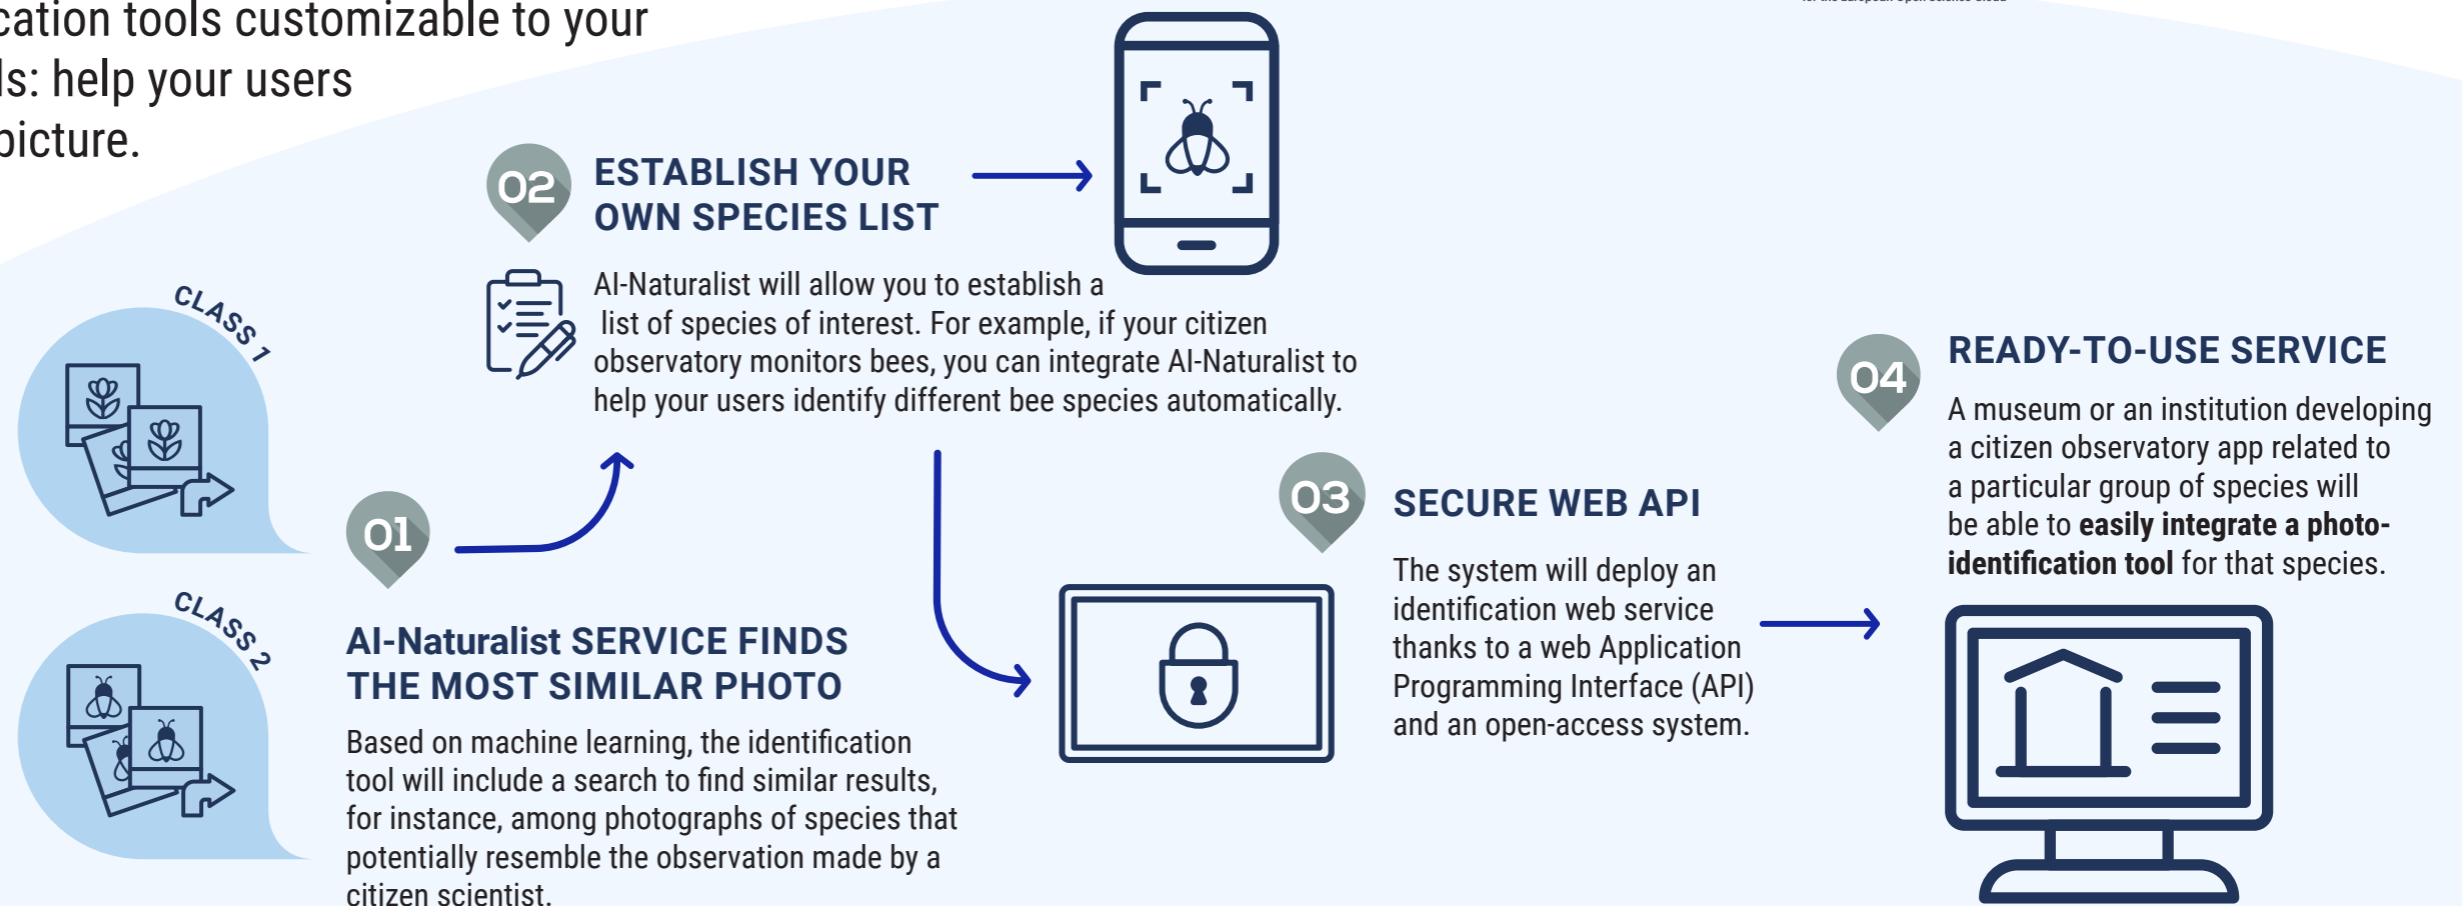 cation tools customizable to your
ls: help your users
picture.
for the European Open Science Cloud
CLASS 1
CLASS 2
01
AI-Naturalist SERVICE FINDS
THE MOST SIMILAR PHOTO
Based on machine learning, the identification
tool will include a search to find similar results,
for instance, among photographs of species that
potentially resemble the observation made by a
citizen scientist.
02
ESTABLISH YOUR
OWN SPECIES LIST
AI-Naturalist will allow you to establish a
list of species of interest. For example, if your citizen
observatory monitors bees, you can integrate AI-Naturalist to
help your users identify different bee species automatically.
03
SECURE WEB API
The system will deploy an
identification web service
thanks to a web Application
Programming Interface (API)
and an open-access system.
04
READY-TO-USE SERVICE
A museum or an institution developing
a citizen observatory app related to
a particular group of species will
be able to easily integrate a photo-
identification tool for that species.